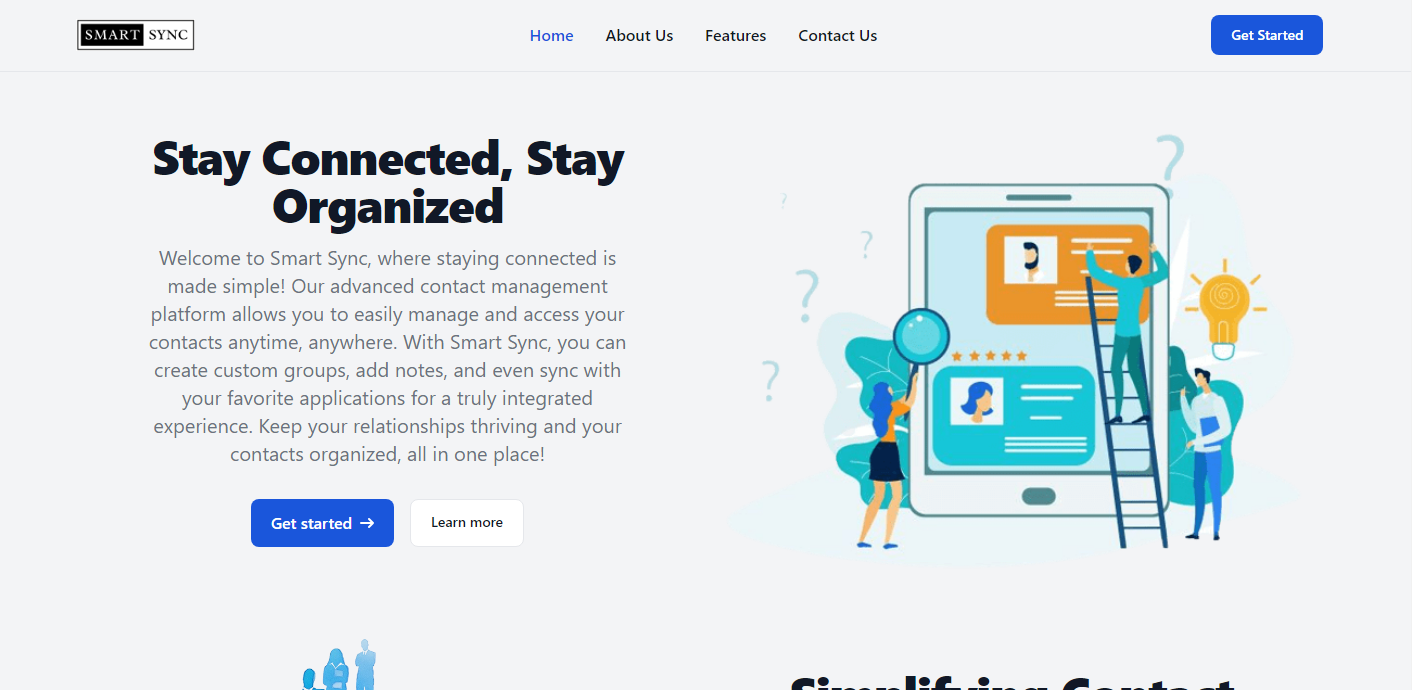 SMART SYNC
Home
About Us
Features
Contact Us
Get Started
Stay Connected, Stay
Organized
Welcome to Smart Sync, where staying connected is
made simple! Our advanced contact management
platform allows you to easily manage and access your
contacts anytime, anywhere. With Smart Sync, you can
create custom groups, add notes, and even sync with
your favorite applications for a truly integrated
experience. Keep your relationships thriving and your
contacts organized, all in one place!
Get started →
Learn more
? ? ? ? ?
Simplifying Contact